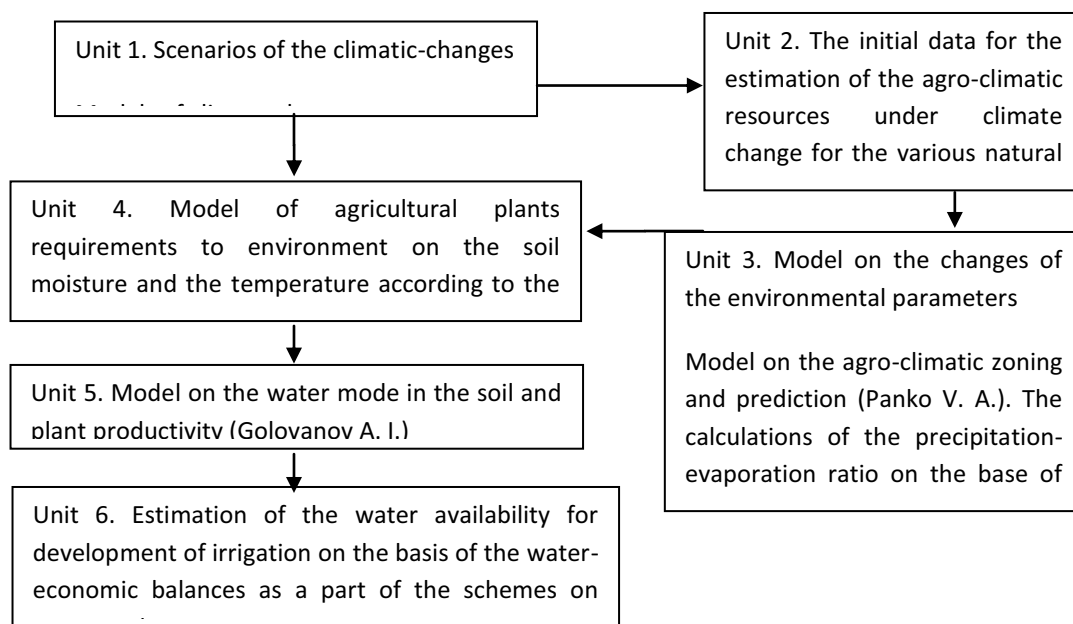 Unit 1. Scenarios of the climatic-changes
Unit 2. The initial data for the
estimation of the agro-climatic
resources under climate
change for the various natural
Unit 4. Model of agricultural plants
requirements to environment on the soil
moisture and the temperature according to the
Unit 3. Model on the changes of
the environmental parameters
Model on the agro-climatic zoning
and prediction (Panko V. A.). The
calculations of the precipitation-
evaporation ratio on the base of
Unit 5. Model on the water mode in the soil and
plant productivity (Golovanov A. I.)
Unit 6. Estimation of the water availability for
development of irrigation on the basis of the water-
economic balances as a part of the schemes on